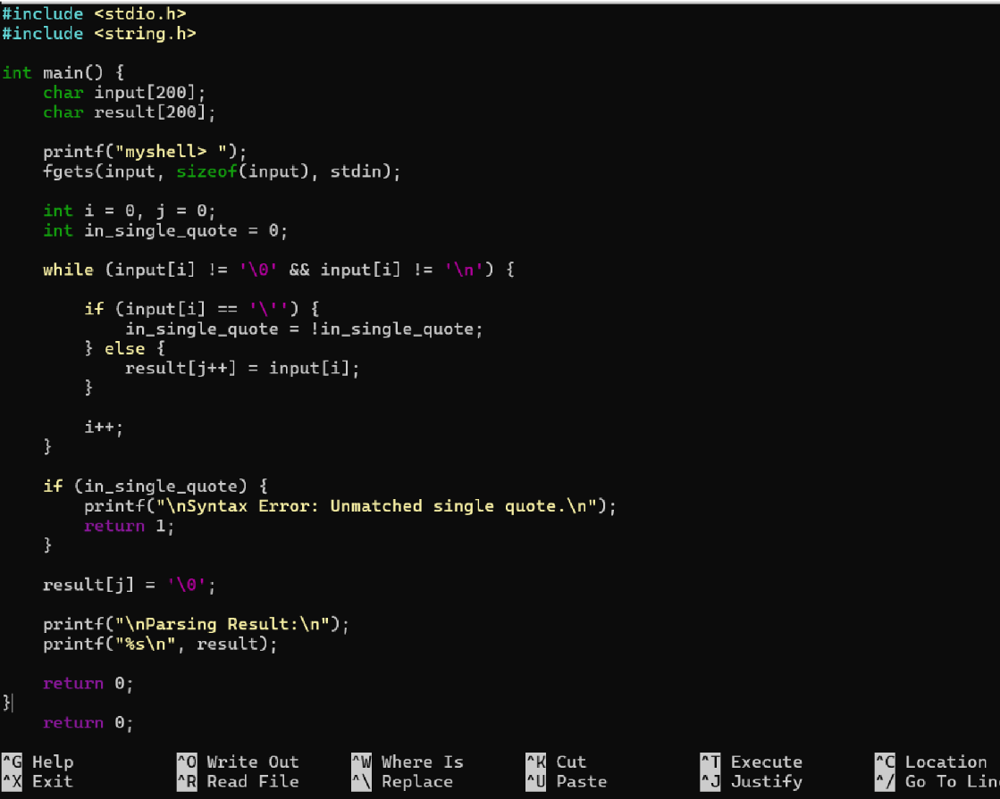 #include <stdio.h>
#include <string.h>

int main() {
    char input[200];
    char result[200];

    printf("myshell> ");
    fgets(input, sizeof(input), stdin);

    int i = 0, j = 0;
    int in_single_quote = 0;

    while (input[i] != '\0' && input[i] != '\n') {

        if (input[i] == '\'') {
            in_single_quote = !in_single_quote;
        } else {
            result[j++] = input[i];
        }

        i++;
    }

    if (in_single_quote) {
        printf("\nSyntax Error: Unmatched single quote.\n");
        return 1;
    }

    result[j] = '\0';

    printf("\nParsing Result:\n");
    printf("%s\n", result);

    return 0;
}
    return 0;

^G Help ^O Write Out ^W Where Is ^K Cut ^T Execute ^C Location
^X Exit ^R Read File ^\ Replace ^U Paste ^J Justify ^/ Go To Lin